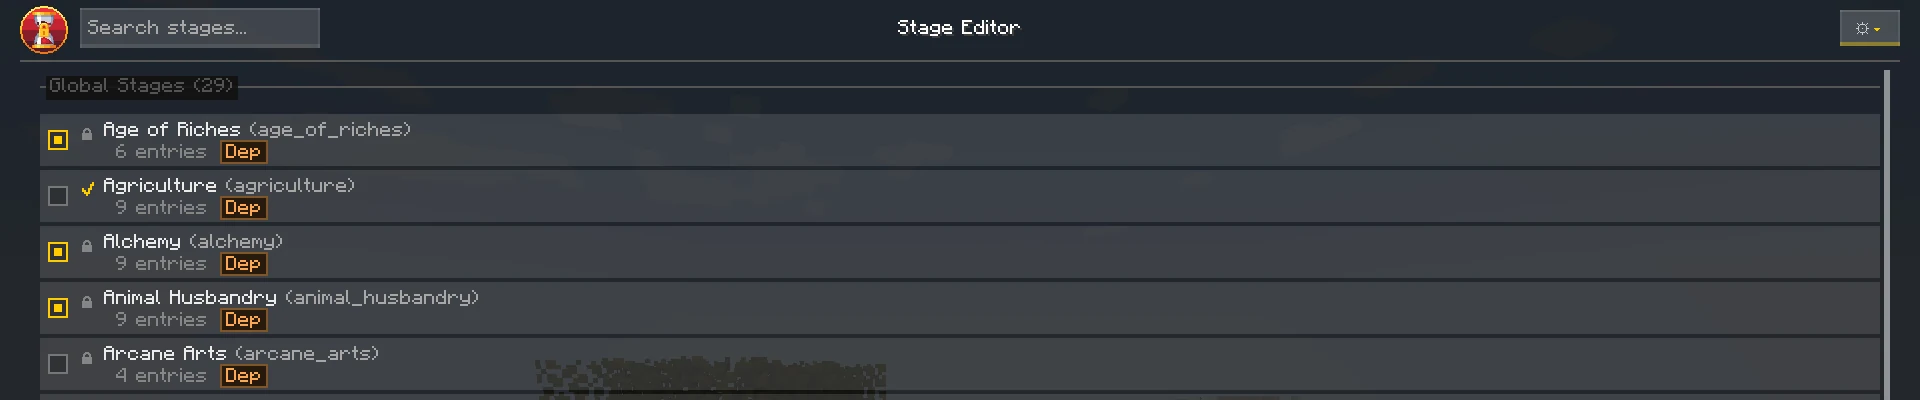 Search stages...
Stage Editor
Global Stages (29)
Age of Riches (age_of_riches)
6 entries Dep
Agriculture (agriculture)
9 entries Dep
Alchemy (alchemy)
9 entries Dep
Animal Husbandry (animal_husbandry)
9 entries Dep
Arcane Arts (arcane_arts)
4 entries Dep